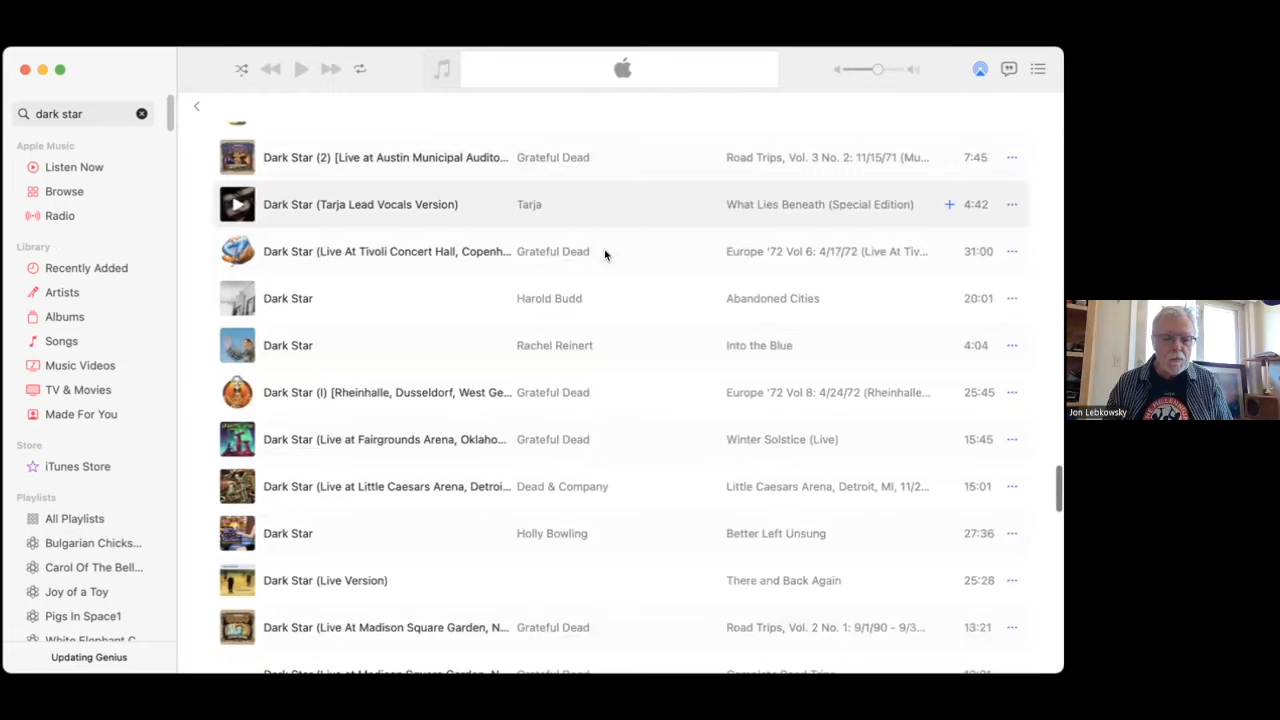 dark star
Apple Music
Listen Now
Browse
Radio
Library
Recently Added
Artists
Albums
Songs
Music Videos
TV & Movies
Made For You
Store
iTunes Store
Playlists
All Playlists
Bulgarian Chicks...
Carol Of The Bell...
Joy of a Toy
Pigs In Space1
White Elephant C
Updating Genius
Dark Star (2) [Live at Austin Municipal Audito... Grateful Dead Road Trips, Vol. 3 No. 2: 11/15/71 (Mu... 7:45
Dark Star (Tarja Lead Vocals Version) Tarja What Lies Beneath (Special Edition) + 4:42
Dark Star (Live At Tivoli Concert Hall, Copenh... Grateful Dead Europe '72 Vol 6: 4/17/72 (Live At Tiv... 31:00
Dark Star Harold Budd Abandoned Cities 20:01
Dark Star Rachel Reinert Into the Blue 4:04
Dark Star (I) [Rheinhalle, Dusseldorf, West Ge... Grateful Dead Europe '72 Vol 8: 4/24/72 (Rheinhalle... 25:45
Dark Star (Live at Fairgrounds Arena, Oklaho... Grateful Dead Winter Solstice (Live) 15:45
Dark Star (Live at Little Caesars Arena, Detroi... Dead & Company Little Caesars Arena, Detroit, MI, 11/2... 15:01
Dark Star Holly Bowling Better Left Unsung 27:36
Dark Star (Live Version) There and Back Again 25:28
Dark Star (Live At Madison Square Garden, N... Grateful Dead Road Trips, Vol. 2 No. 1: 9/1/90 - 9/3... 13:21
Jon Lebkowsky